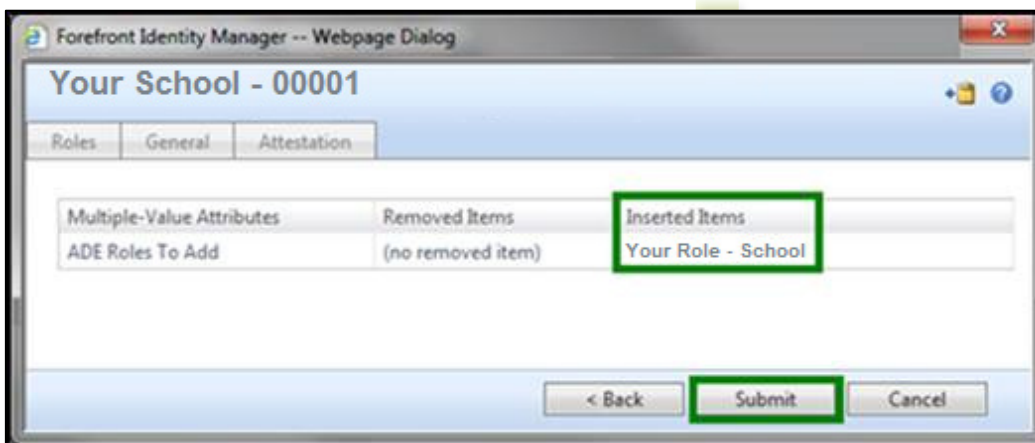 Forefront Identity Manager -- Webpage Dialog
Your School - 00001
Roles General Attestation
Multiple-Value Attributes Removed Items Inserted Items
ADE Roles To Add (no removed item) Your Role - School
< Back Submit Cancel